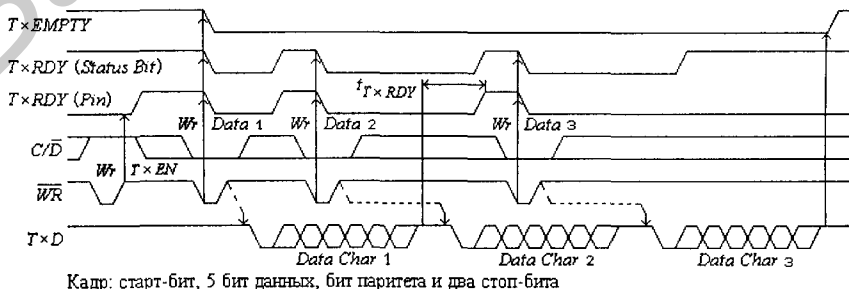 T×EMPTY
T×RDY (Status Bit)
T×RDY (Pin)
tT×RDY
Wr Data 1 Wr Data 2 Wr Data 3
C/D̅
Wr T×EN
W̅R̅
T×D
Data Char 1 Data Char 2 Data Char 3
Кадр: старт-бит, 5 бит данных, бит паритета и два стоп-бита